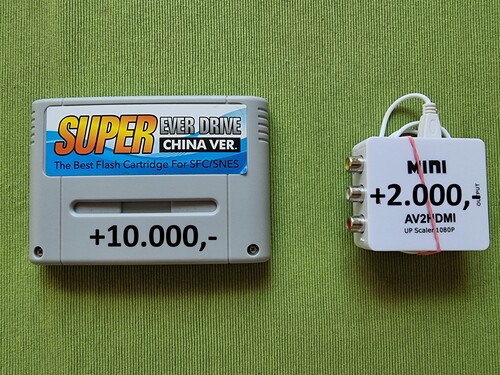 SUPER EVER DRIVE
CHINA VER.
The Best Flash Cartridge For SFC/SNES
+10.000,-
MINI
+2.000,-
OUTPUT
AV2HDMI
UP Scaler 1080P